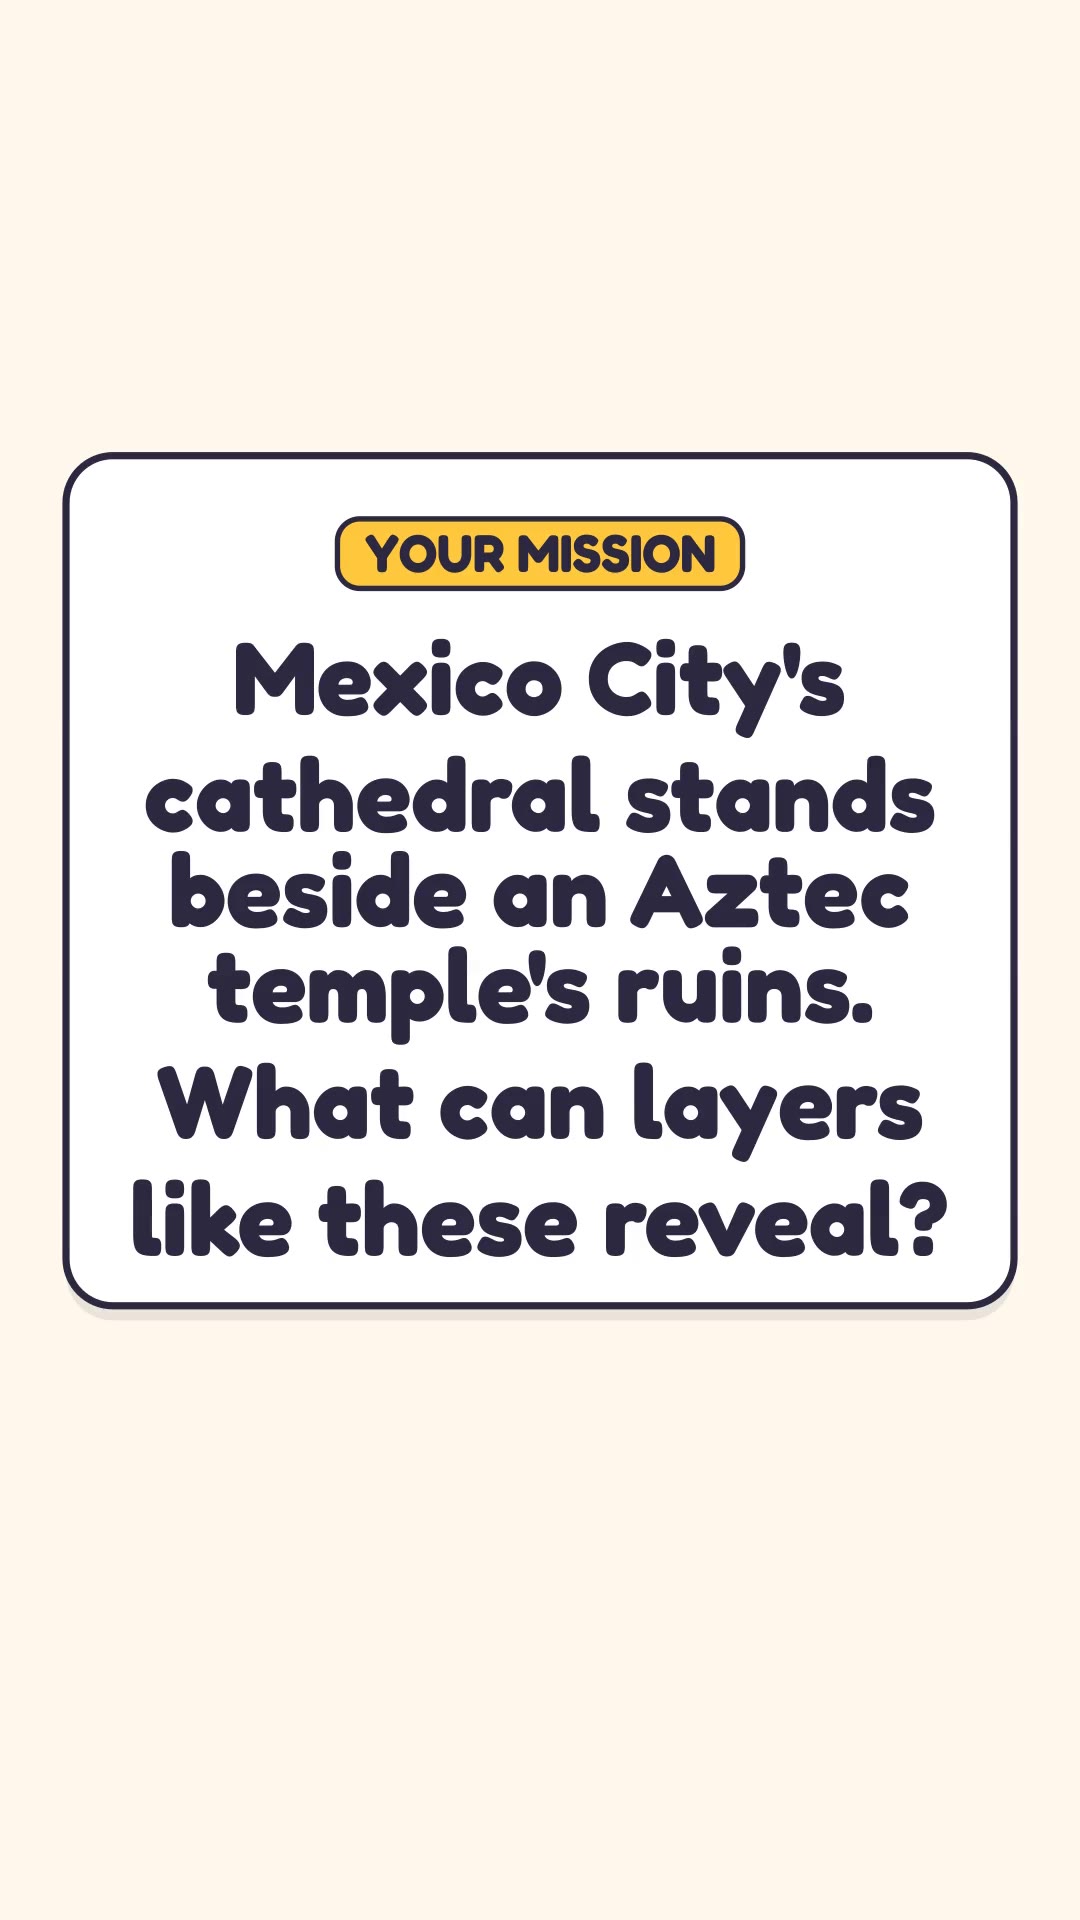 YOUR MISSION
Mexico City's
cathedral stands
beside an Aztec
temple's ruins.
What can layers
like these reveal?